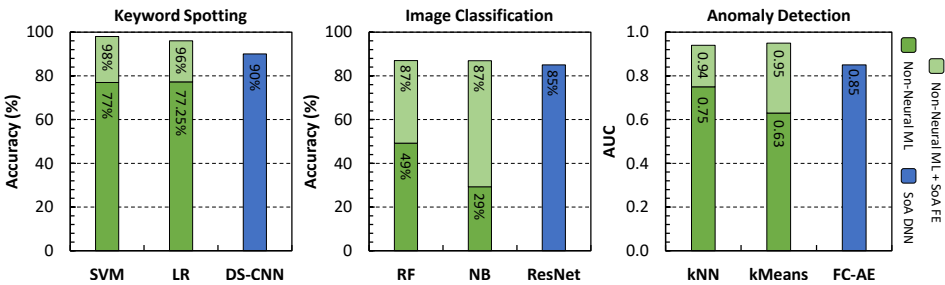 Keyword Spotting
Accuracy (%)
100
80
60
40
20
0
98%
77%
96%
77.25%
90%
SVM
LR
DS-CNN
Image Classification
Accuracy (%)
100
80
60
40
20
0
87%
49%
87%
29%
85%
RF
NB
ResNet
Anomaly Detection
AUC
1.0
0.8
0.6
0.4
0.2
0.0
0.94
0.75
0.95
0.63
0.85
kNN
kMeans
FC-AE
Non-Neural ML + SoA FE
Non-Neural ML
SoA DNN